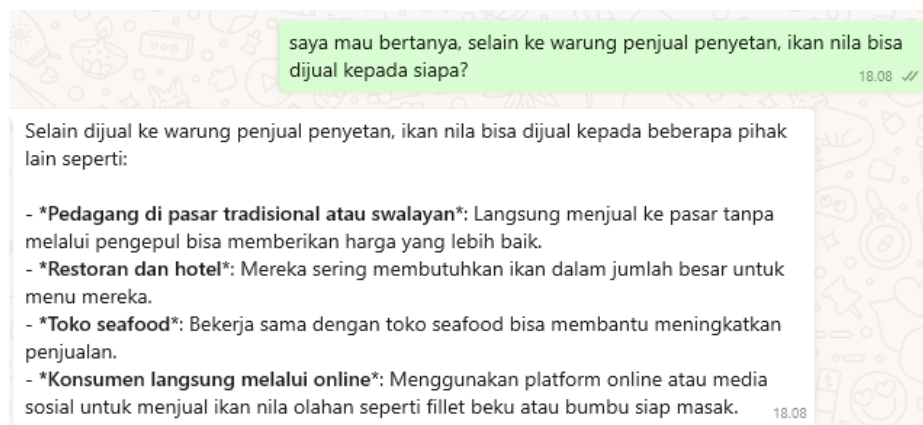 saya mau bertanya, selain ke warung penjual penyetan, ikan nila bisa
dijual kepada siapa?
18.08
Selain dijual ke warung penjual penyetan, ikan nila bisa dijual kepada beberapa pihak
lain seperti:
- *Pedagang di pasar tradisional atau swalayan*: Langsung menjual ke pasar tanpa
melalui pengepul bisa memberikan harga yang lebih baik.
- *Restoran dan hotel*: Mereka sering membutuhkan ikan dalam jumlah besar untuk
menu mereka.
- *Toko seafood*: Bekerja sama dengan toko seafood bisa membantu meningkatkan
penjualan.
- *Konsumen langsung melalui online*: Menggunakan platform online atau media
sosial untuk menjual ikan nila olahan seperti fillet beku atau bumbu siap masak.
18.08